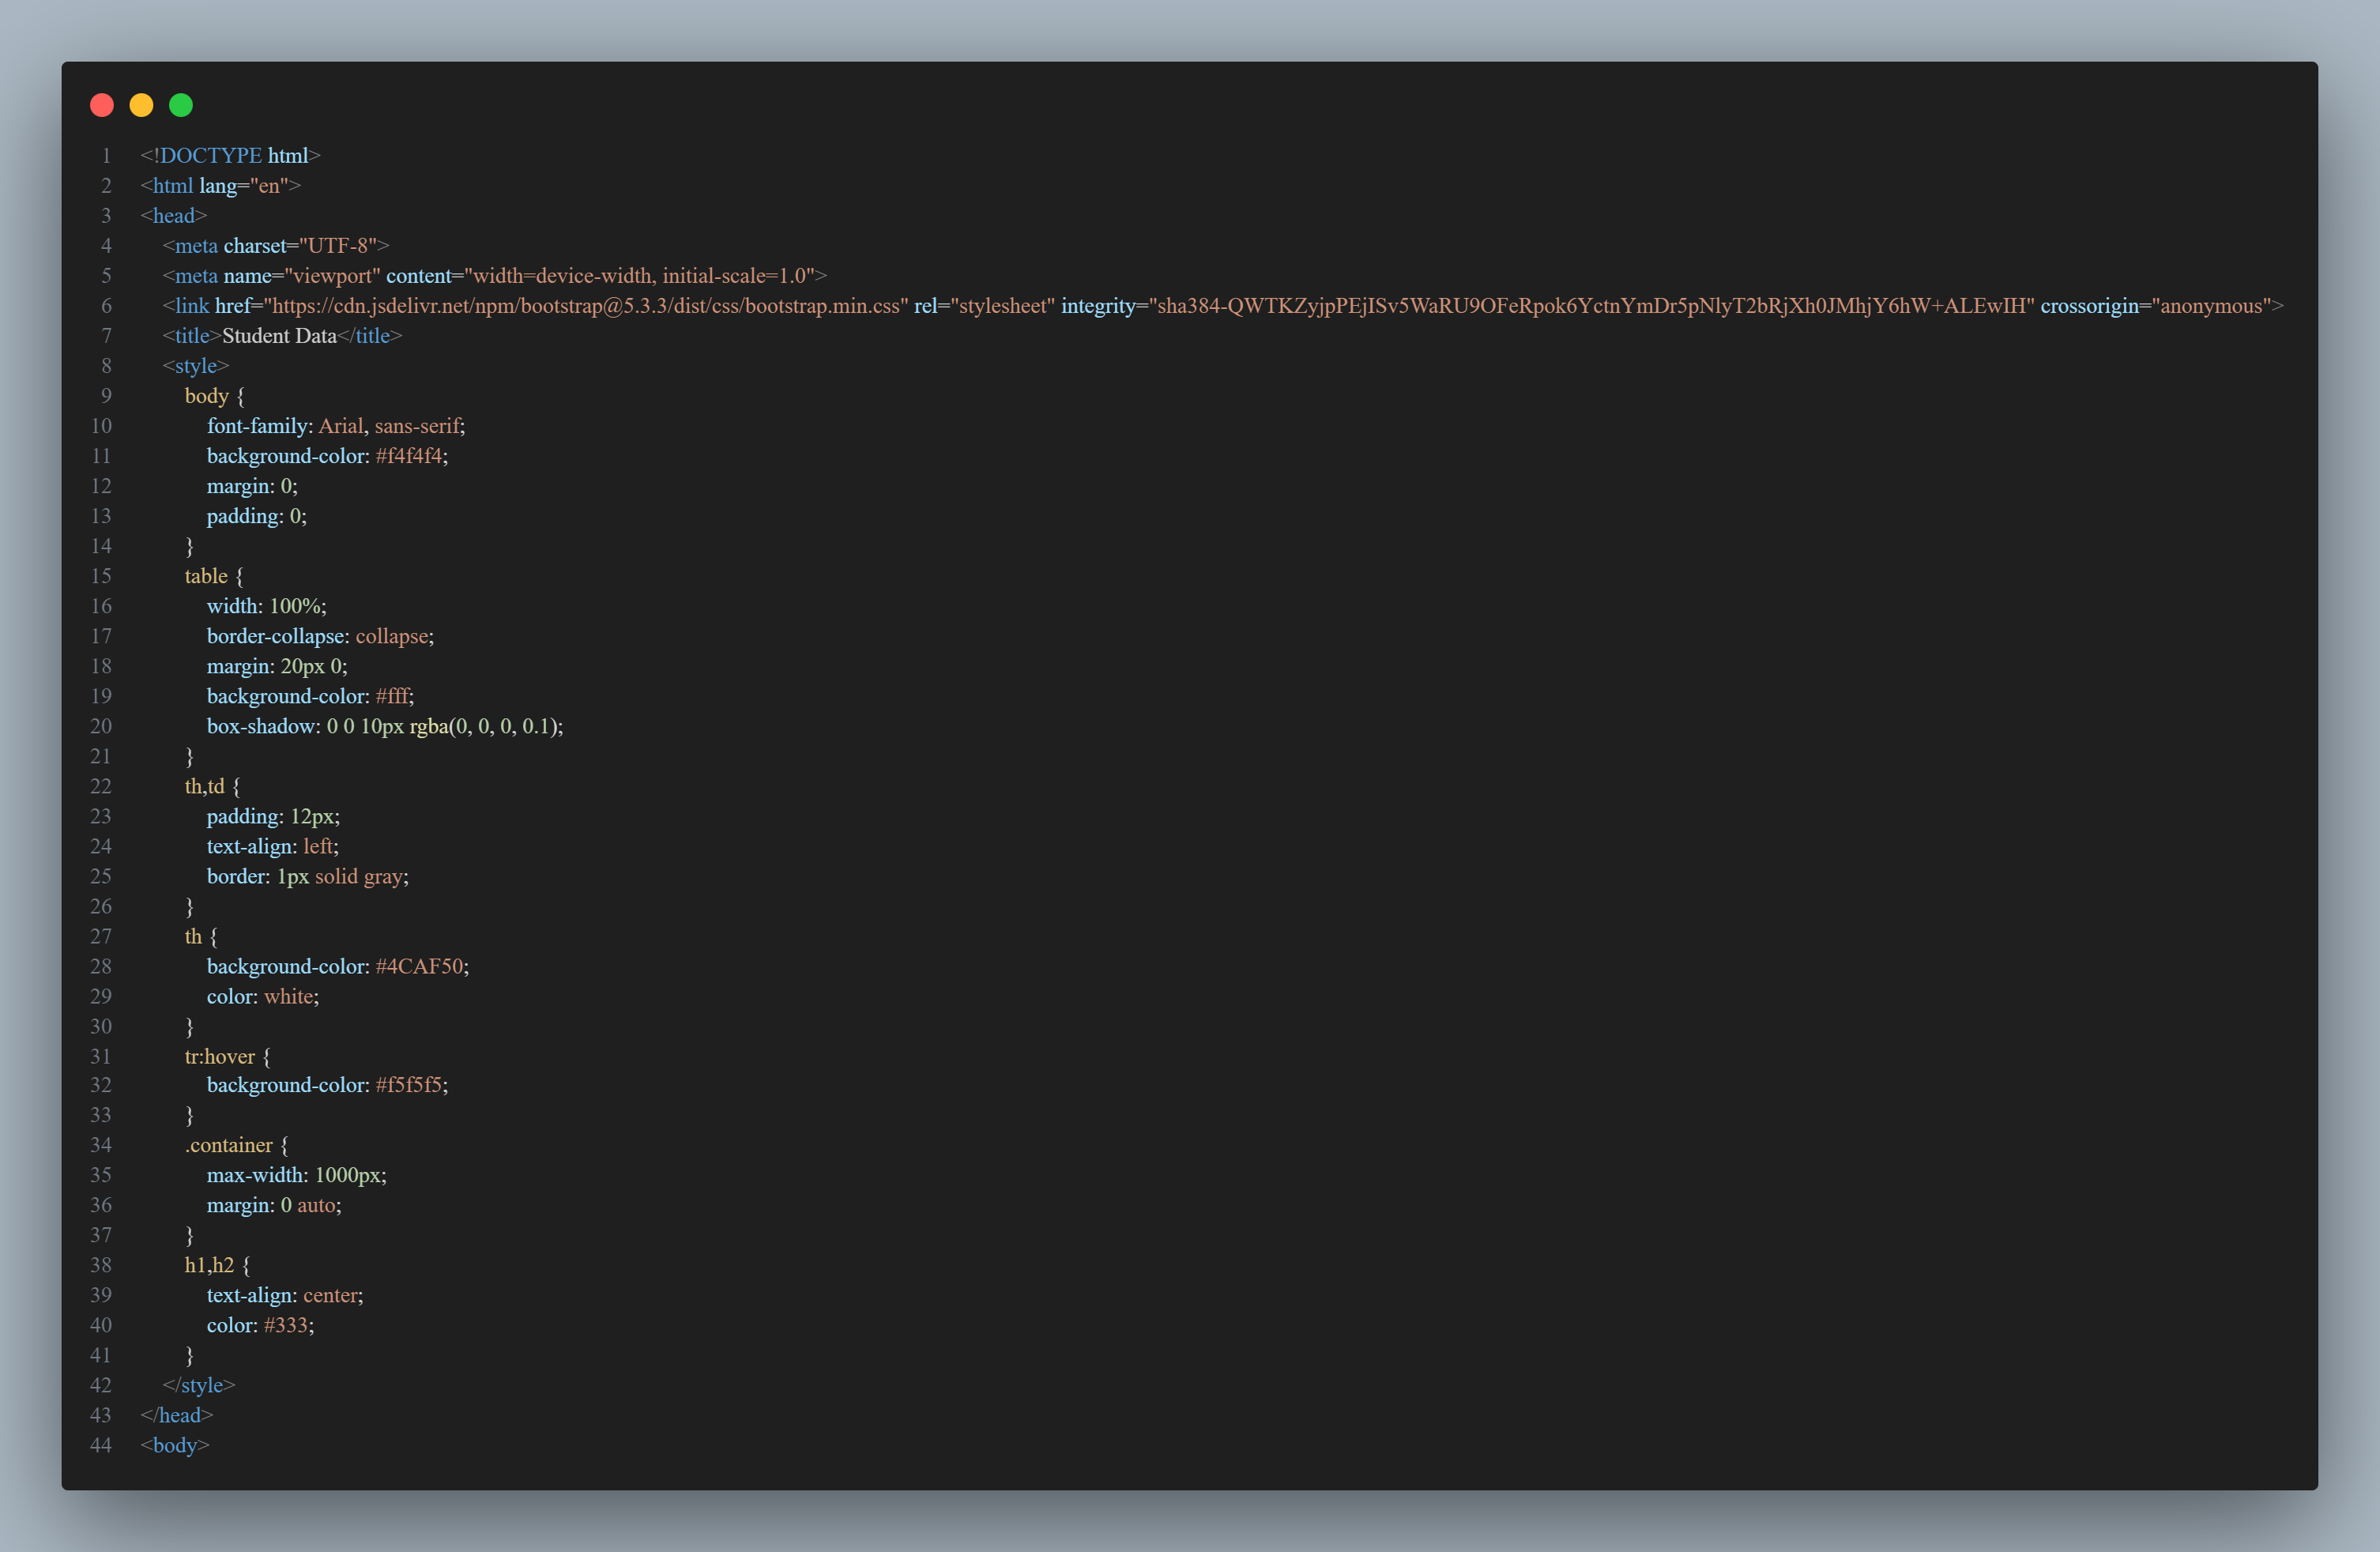 1 <!DOCTYPE html>
2 <html lang="en">
3 <head>
4     <meta charset="UTF-8">
5     <meta name="viewport" content="width=device-width, initial-scale=1.0">
6     <link href="https://cdn.jsdelivr.net/npm/bootstrap@5.3.3/dist/css/bootstrap.min.css" rel="stylesheet" integrity="sha384-QWTKZyjpPEjISv5WaRU9OFeRpok6YctnYmDr5pNlyT2bRjXh0JMhjY6hW+ALEwIH" crossorigin="anonymous">
7     <title>Student Data</title>
8     <style>
9         body {
10             font-family: Arial, sans-serif;
11             background-color: #f4f4f4;
12             margin: 0;
13             padding: 0;
14         }
15         table {
16             width: 100%;
17             border-collapse: collapse;
18             margin: 20px 0;
19             background-color: #fff;
20             box-shadow: 0 0 10px rgba(0, 0, 0, 0.1);
21         }
22         th,td {
23             padding: 12px;
24             text-align: left;
25             border: 1px solid gray;
26         }
27         th {
28             background-color: #4CAF50;
29             color: white;
30         }
31         tr:hover {
32             background-color: #f5f5f5;
33         }
34         .container {
35             max-width: 1000px;
36             margin: 0 auto;
37         }
38         h1,h2 {
39             text-align: center;
40             color: #333;
41         }
42     </style>
43 </head>
44 <body>